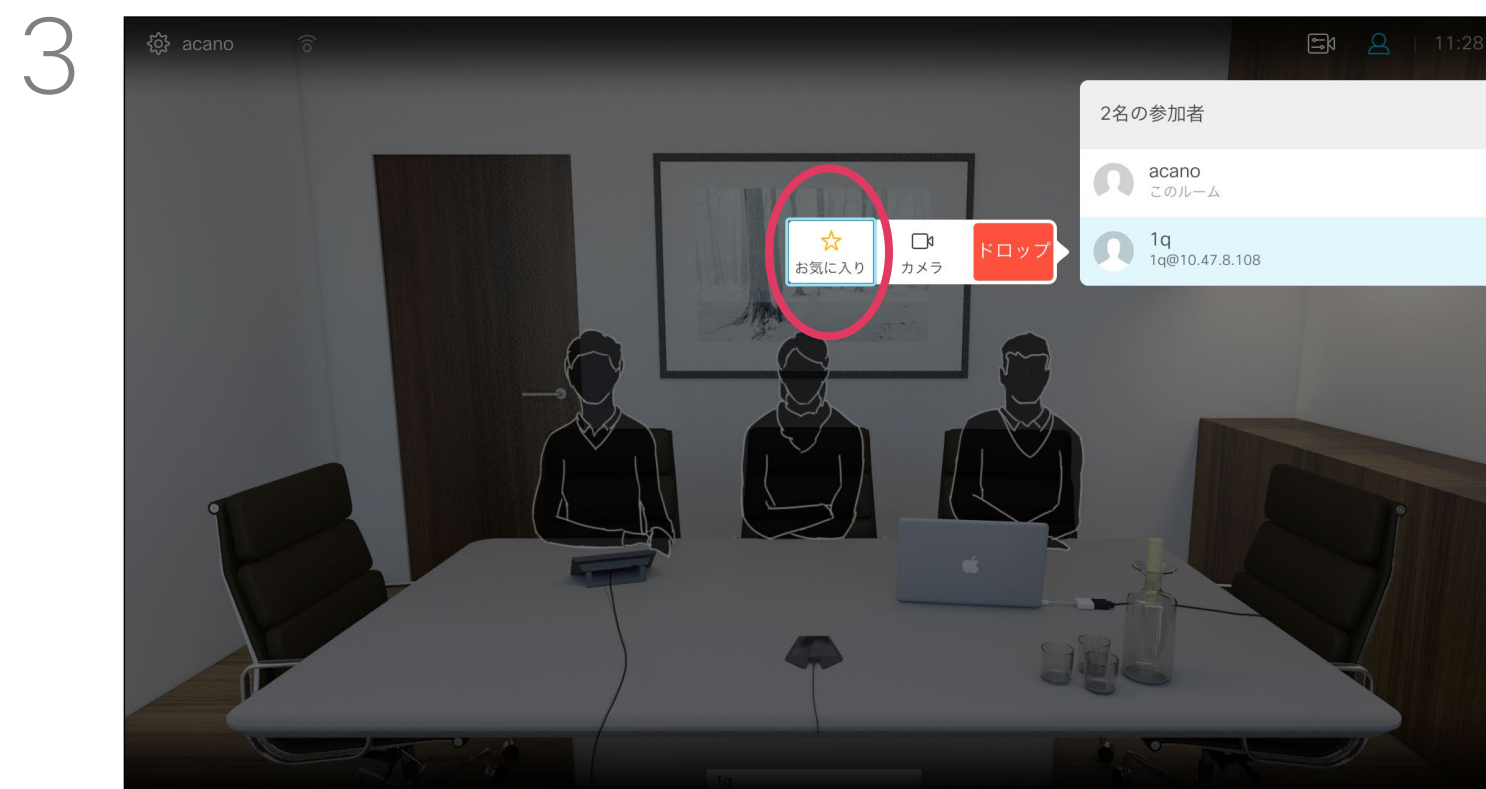 3
acano
11:28
2名の参加者
acano
このルーム
お気に入り
カメラ
ドロップ
1q
1q@10.47.8.108
1q